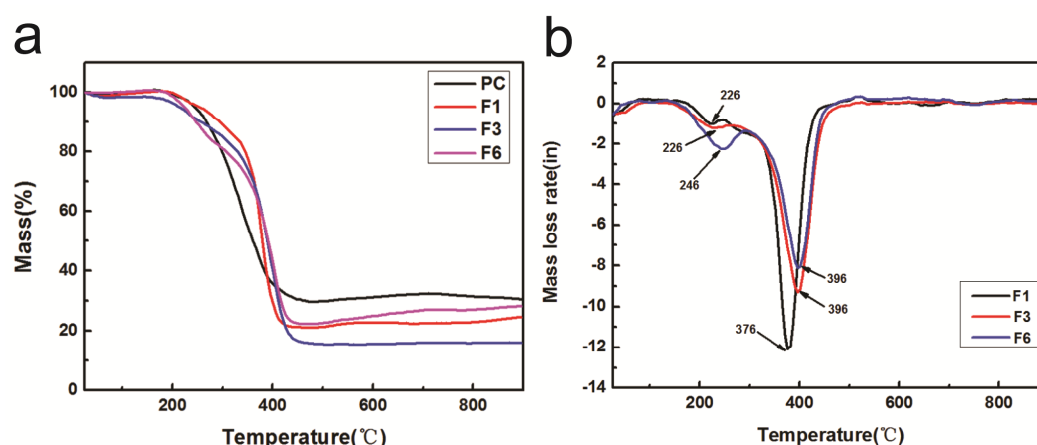 a
Mass(%)
100
80
60
40
20
0
0
200
400
600
800
Temperature(℃)
PC
F1
F3
F6
b
Mass loss rate(in)
2
0
-2
-4
-6
-8
-10
-12
-14
200
400
600
800
Temperature(℃)
226
226
246
396
396
376
F1
F3
F6